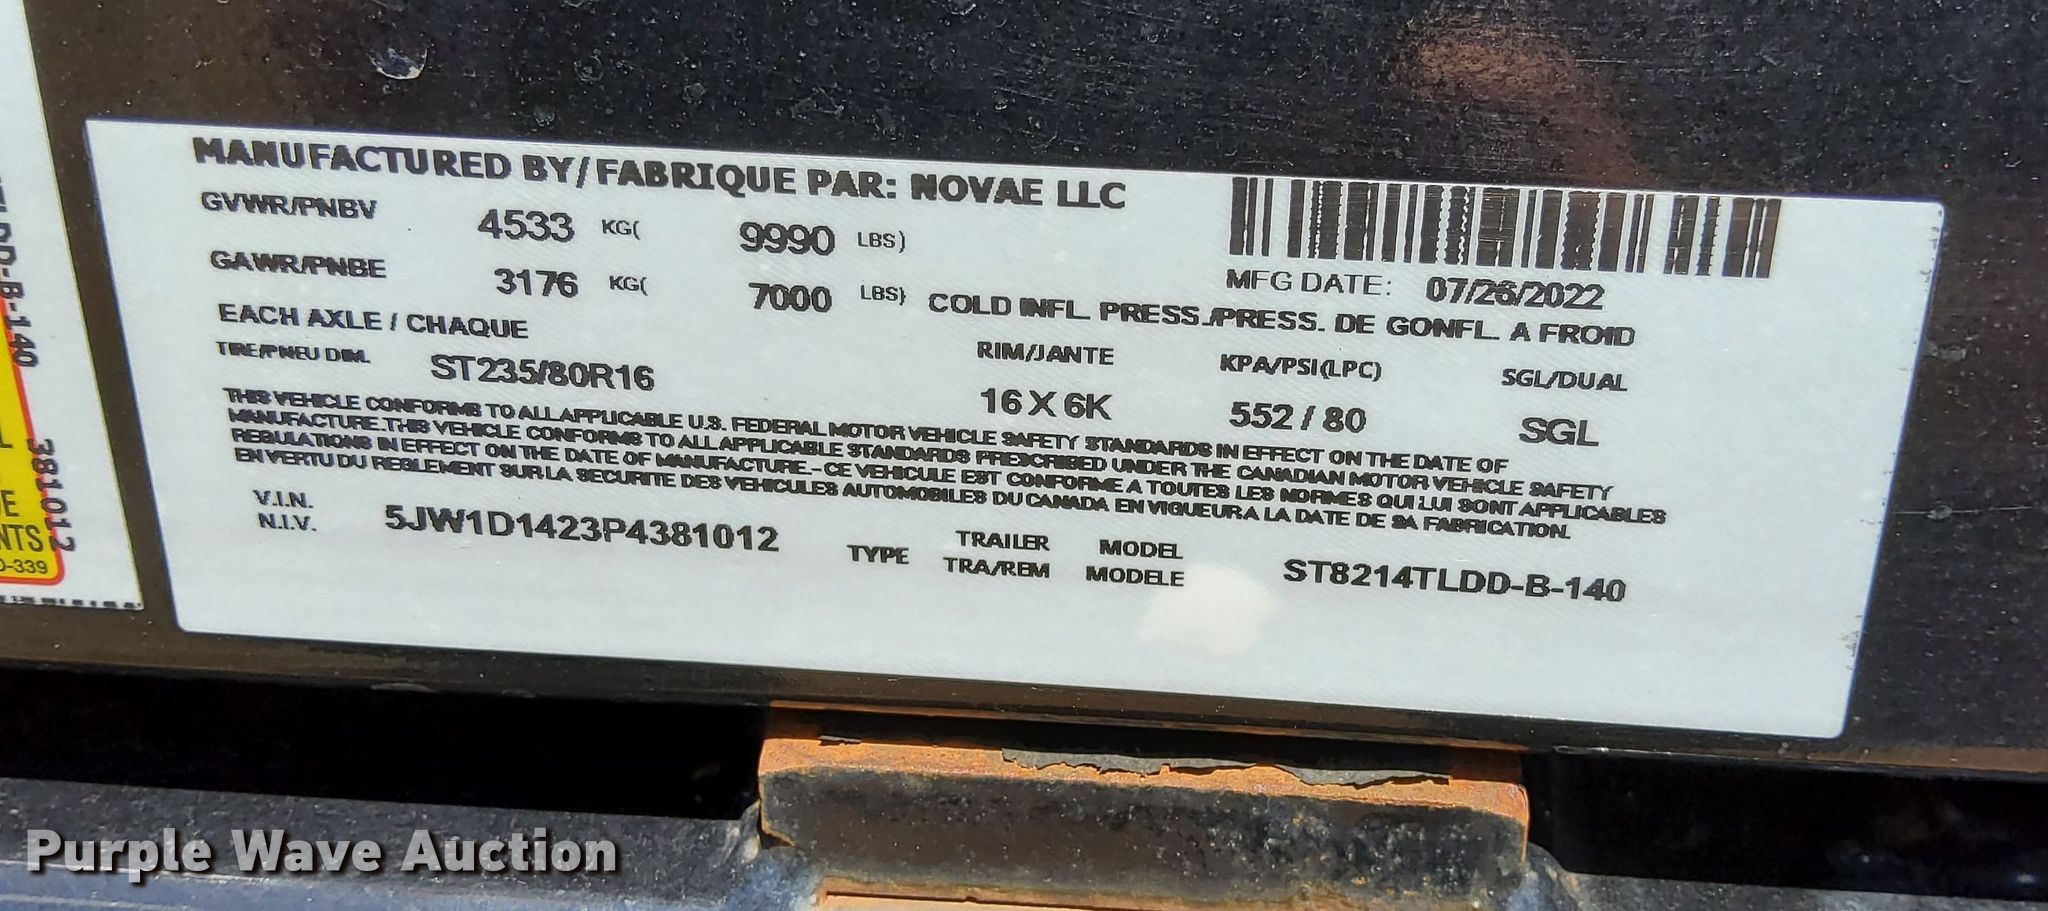 MANUFACTURED BY/FABRIQUE PAR: NOVAE LLC
GVWR/PNBV 4533 KG( 9990 LBS)
GAWR/PNBE 3176 KG( 7000 LBS)
MFG DATE: 07/26/2022
EACH AXLE / CHAQUE
COLD INFL. PRESS./PRESS. DE GONFL. A FROID
TIRE/PNEU DIM. ST235/80R16
RIM/JANTE KPA/PSI(LPC) SGL/DUAL
16 X 6K 552 / 80 SGL
THIS VEHICLE CONFORMS TO ALL APPLICABLE U.S. FEDERAL MOTOR VEHICLE SAFETY STANDARDS IN EFFECT ON THE DATE OF
MANUFACTURE.THIS VEHICLE CONFORMS TO ALL APPLICABLE STANDARDS PRESCRIBED UNDER THE CANADIAN MOTOR VEHICLE SAFETY
REGULATIONS IN EFFECT ON THE DATE OF MANUFACTURE.- CE VEHICULE EST CONFORME A TOUTES LES NORMES QUI LUI SONT APPLICABLES
EN VERTU DU REGLEMENT SUR LA SECURITE DES VEHICULES AUTOMOBILES DU CANADA EN VIGUEUR A LA DATE DE SA FABRICATION.
V.I.N.
N.I.V. 5JW1D1423P4381012
TYPE TRAILER MODEL
TRA/REM MODELE ST8214TLDD-B-140
DD-B-140
381012
NTS
-339
Purple Wave Auction